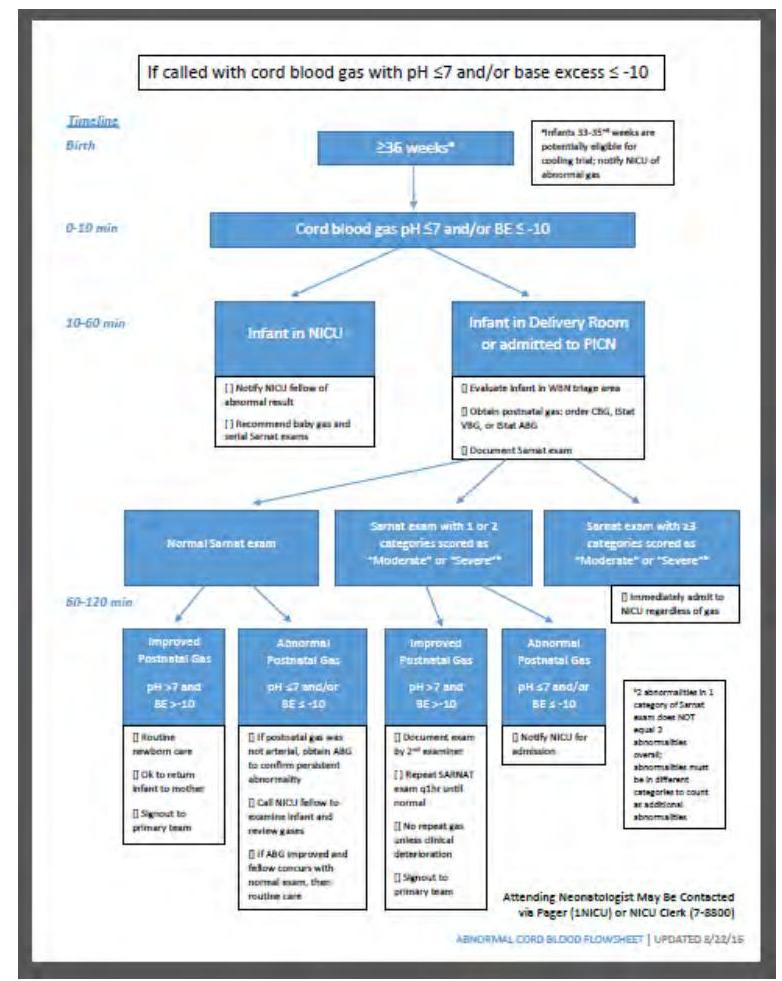 If called with cord blood gas with pH ≤7 and/or base excess ≤ -10
Timeline
Birth
≥36 weeks*
*Infants 33-35 weeks are
potentially eligible for
cooling trial; notify NICU of
abnormal gas
0-10 min
Cord blood gas pH ≤7 and/or BE ≤ -10
10-60 min
Infant in NICU
[ ] Notify NICU fellow of
abnormal result
[ ] Recommend baby gas and
serial Sarnat exams
Infant in Delivery Room
or admitted to PICN
[] Evaluate infant in WBN triage area
[] Obtain postnatal gas: order CBG, iStat
VBG, or iStat ABG
[] Document Sarnat exam
Normal Sarnat exam
Sarnat exam with 1 or 2
categories scored as
"Moderate" or "Severe"*
Sarnat exam with ≥3
categories scored as
"Moderate" or "Severe"*
[] Immediately admit to
NICU regardless of gas
60-120 min
Improved
Postnatal Gas
pH >7 and
BE >-10
[] Routine
newborn care
[] Ok to return
infant to mother
[] Signout to
primary team
Abnormal
Postnatal Gas
pH ≤7 and/or
BE ≤ -10
[] If postnatal gas was
not arterial, obtain ABG
to confirm persistent
abnormality
[] Call NICU fellow to
examine infant and
review gases
[] If ABG improved and
fellow concurs with
normal exam, then
routine care
Improved
Postnatal Gas
pH >7 and
BE >-10
[] Document exam
by 2nd examiner
[ ] Repeat SARNAT
exam q1hr until
normal
[] No repeat gas
unless clinical
deterioration
[] Signout to
primary team
Abnormal
Postnatal Gas
pH ≤7 and/or
BE ≤ -10
[] Notify NICU for
admission
*2 abnormalities in 1
category of Sarnat
exam does NOT
equal 2
abnormalities
overall;
abnormalities must
be in different
categories to count
as additional
abnormalities
Attending Neonatologist May Be Contacted
via Pager (1NICU) or NICU Clerk (7-8800)
ABNORMAL CORD BLOOD FLOWSHEET | UPDATED 8/22/16